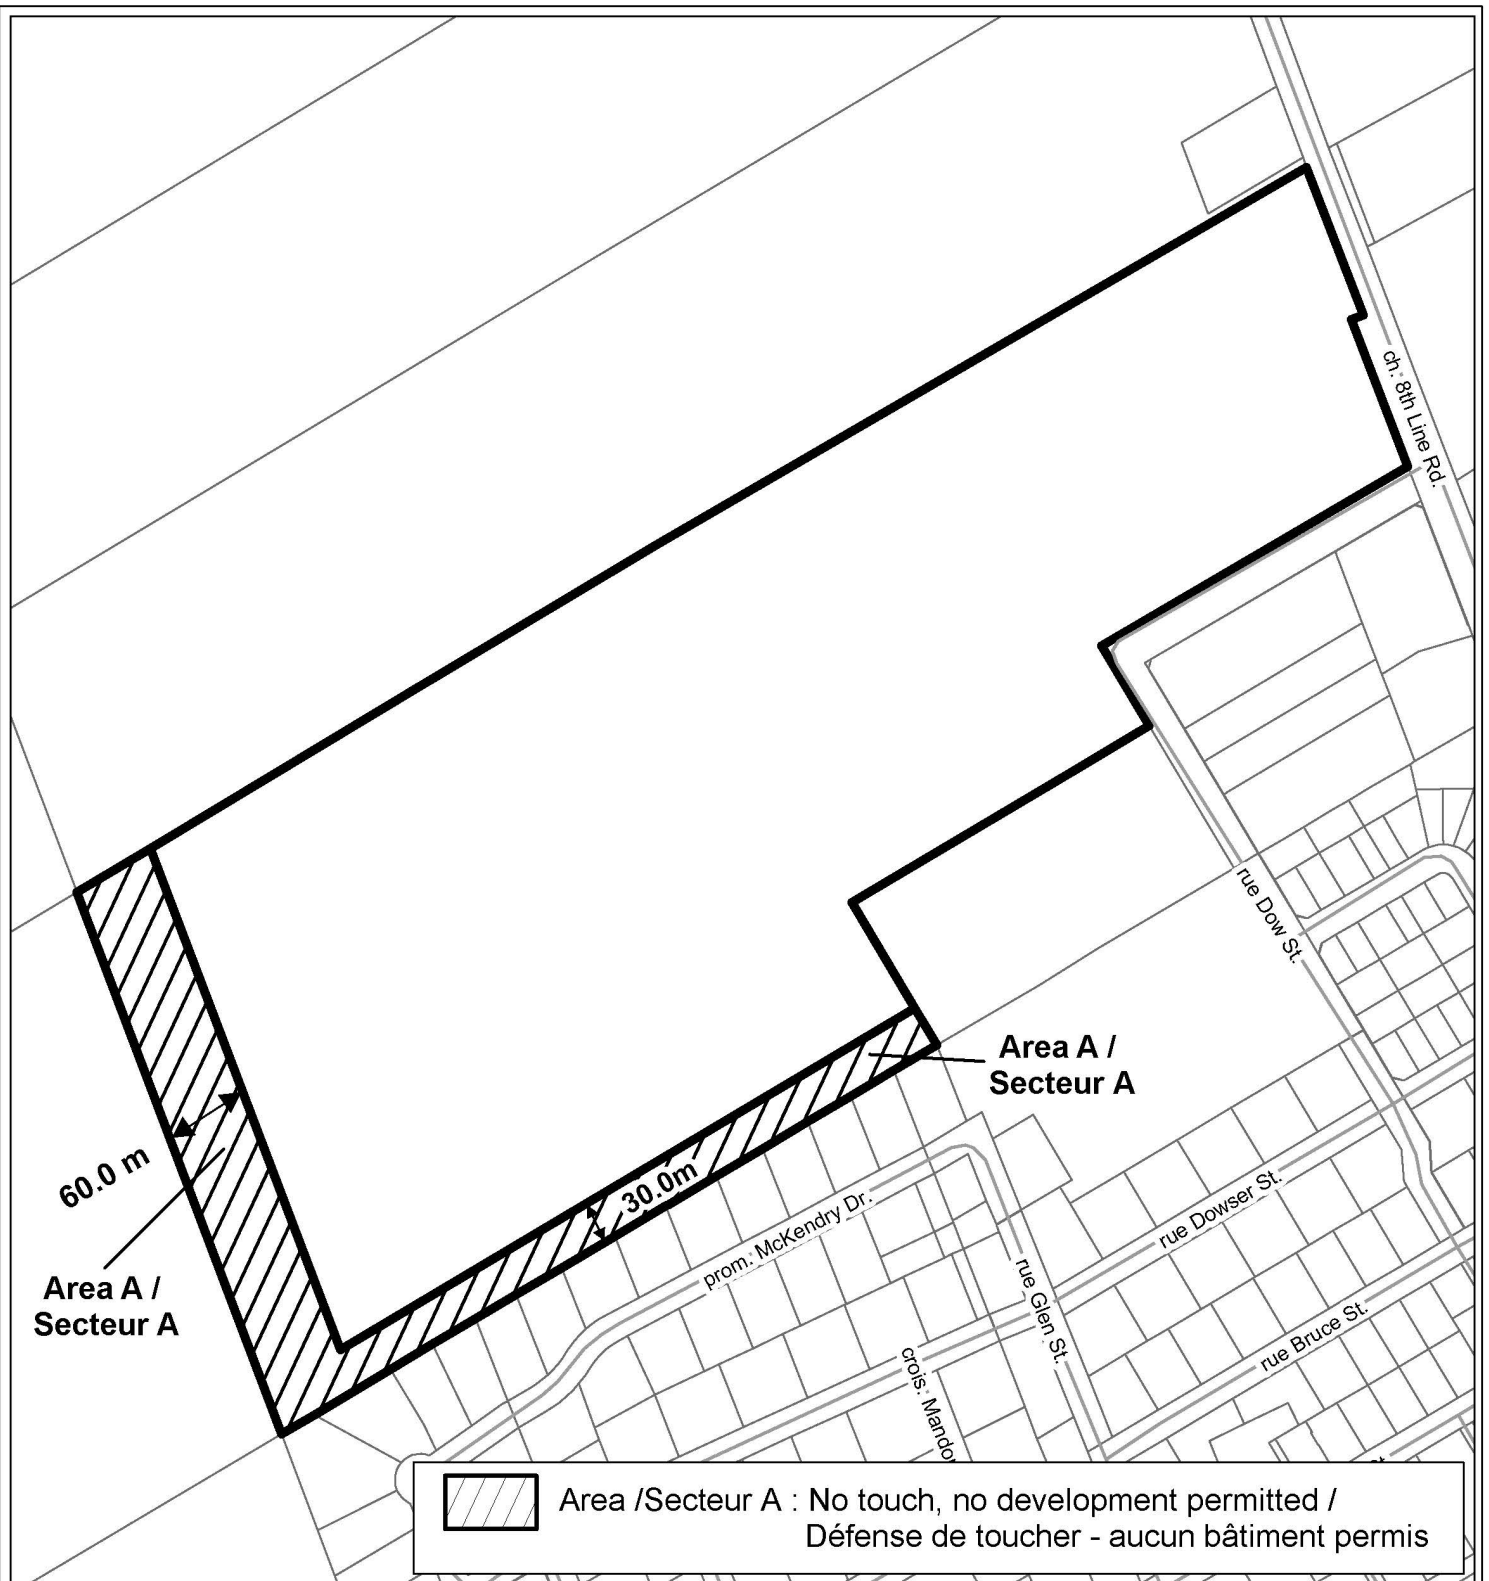 ch. 8th Line Rd.
rue Dow St.
Area A /
Secteur A
60.0 m
30.0m
prom. McKendry Dr.
rue Dowser St.
Area A /
Secteur A
rue Glen St.
rue Bruce St.
crois. Mandor
St.
Area /Secteur A : No touch, no development permitted /
Défense de toucher - aucun bâtiment permis